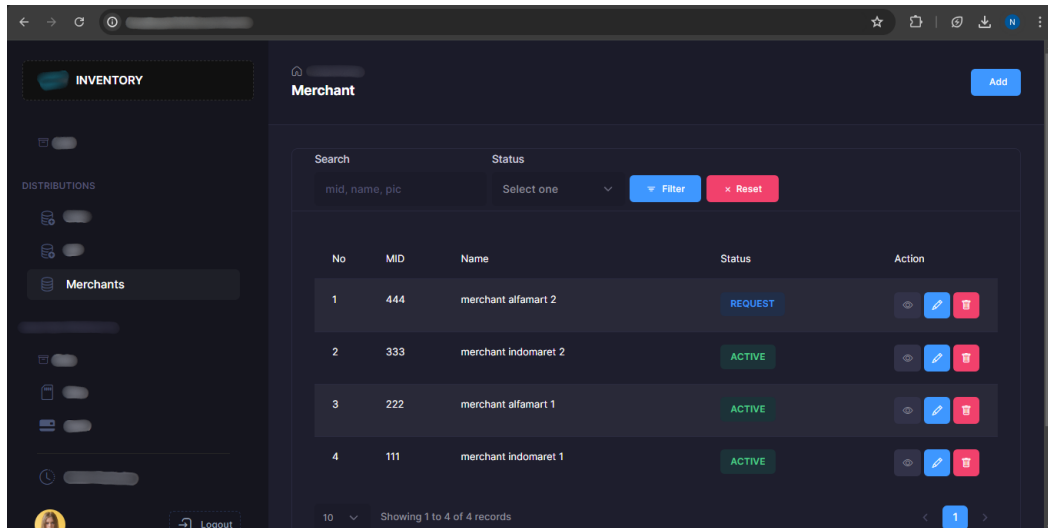 N
INVENTORY
Merchant
Add
DISTRIBUTIONS
Merchants
Logout
Search
Status
mid, name, pic
Select one
Filter
× Reset
No MID Name Status Action
1 444 merchant alfamart 2 REQUEST
2 333 merchant indomaret 2 ACTIVE
3 222 merchant alfamart 1 ACTIVE
4 111 merchant indomaret 1 ACTIVE
10 Showing 1 to 4 of 4 records
< 1 >